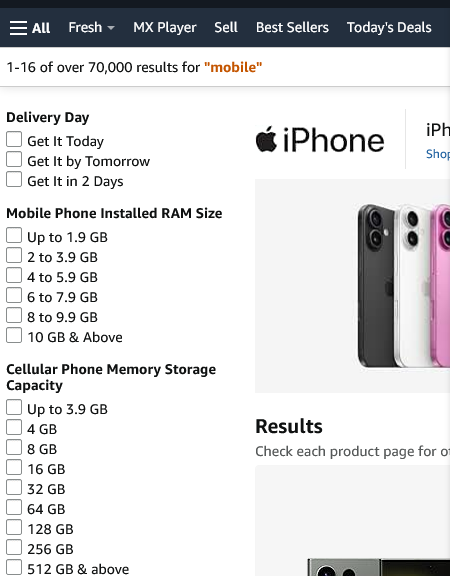 All Fresh MX Player Sell Best Sellers Today's Deals
1-16 of over 70,000 results for "mobile"
Delivery Day
Get It Today
Get It by Tomorrow
Get It in 2 Days
Mobile Phone Installed RAM Size
Up to 1.9 GB
2 to 3.9 GB
4 to 5.9 GB
6 to 7.9 GB
8 to 9.9 GB
10 GB & Above
Cellular Phone Memory Storage
Capacity
Up to 3.9 GB
4 GB
8 GB
16 GB
32 GB
64 GB
128 GB
256 GB
512 GB & above
iPhone
iPh
Shop
Results
Check each product page for ot